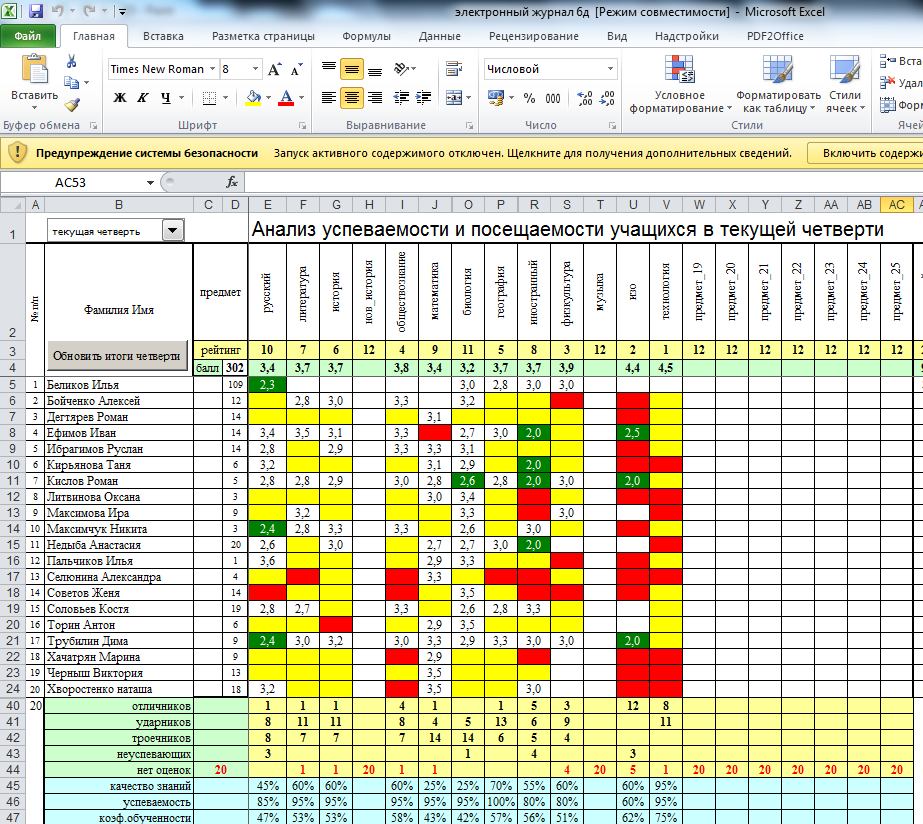 электронный журнал бд [Режим совместимости] - Microsoft Excel
Файл Главная Вставка Разметка страницы Формулы Данные Рецензирование Вид Надстройки PDF2Office
Вставить
Times New Roman 8
Ж К Ч
Числовой
% 000
Условное форматирование
Форматировать как таблицу
Стили ячеек
Буфер обмена Шрифт Выравнивание Число Стили
Предупреждение системы безопасности Запуск активного содержимого отключен. Щелкните для получения дополнительных сведений.
AC53 fx
A B C D E F G H I J O P R S T U V W X Y Z AA AB AC
1 текущая четверть Анализ успеваемости и посещаемости учащихся в текущей четверти
2 № п/п Фамилия Имя предмет русский литература история нов_история обществознание математика биология география иностранный физкультура музыка изо технология предмет_19 предмет_20 предмет_21 предмет_22 предмет_23 предмет_24 предмет_25
Обновить итоги четверти
3 рейтинг 10 7 6 12 4 9 11 5 8 3 12 2 1 12 12 12 12 12 12 12
4 балл 302 3,4 3,7 3,7 3,8 3,4 3,2 3,7 3,7 3,9 4,4 4,5
5 1 Беликов Илья 109 2,3 3,0 2,8 3,0 3,0
6 2 Бойченко Алексей 12 2,8 3,0 3,3 3,2
7 3 Дегтярев Роман 14 3,1
8 4 Ефимов Иван 14 3,4 3,5 3,1 3,3 2,7 3,0 2,0 2,5
9 5 Ибрагимов Руслан 14 2,8 2,9 3,3 3,3 3,1
10 6 Кирьянова Таня 6 3,2 3,1 2,9 2,0
11 7 Кислов Роман 5 2,8 2,8 2,9 3,0 2,8 2,6 2,8 2,0 3,0 2,0
12 8 Литвинова Оксана 3 3,0 3,4
13 9 Максимова Ира 9 3,2 3,3 3,0
14 10 Максимчук Никита 3 2,4 2,8 3,3 3,3 2,6 3,0
15 11 Недыба Анастасия 20 2,6 3,0 2,7 2,7 3,0 2,0
16 12 Пальчиков Илья 1 3,6 2,9 3,3
17 13 Селюнина Александра 4 3,3
18 14 Советов Женя 14 3,5
19 15 Соловьев Костя 19 2,8 2,7 3,3 2,6 2,8 3,3
20 16 Торин Антон 6 2,9 3,5
21 17 Трубилин Дима 9 2,4 3,0 3,2 3,0 3,3 2,9 3,3 3,0 3,0 2,0
22 18 Хачатрян Марина 9 2,9
23 19 Черныш Виктория 13 3,5
24 20 Хворостенко наташа 18 3,2 3,5 3,0
40 20 отличников 1 1 1 4 1 1 5 3 12 8
41 ударников 8 11 11 8 4 5 13 6 9 11
42 троечников 8 7 7 7 14 14 6 5 4
43 неуспевающих 3 1 4 3
44 нет оценок 20 1 1 20 1 1 4 20 5 1 20 20 20 20 20 20 20
45 качество знаний 45% 60% 60% 60% 25% 25% 70% 55% 60% 60% 95%
46 успеваемость 85% 95% 95% 95% 95% 95% 100% 80% 80% 60% 95%
47 коэф.обученности 47% 53% 53% 58% 43% 42% 57% 56% 51% 62% 75%